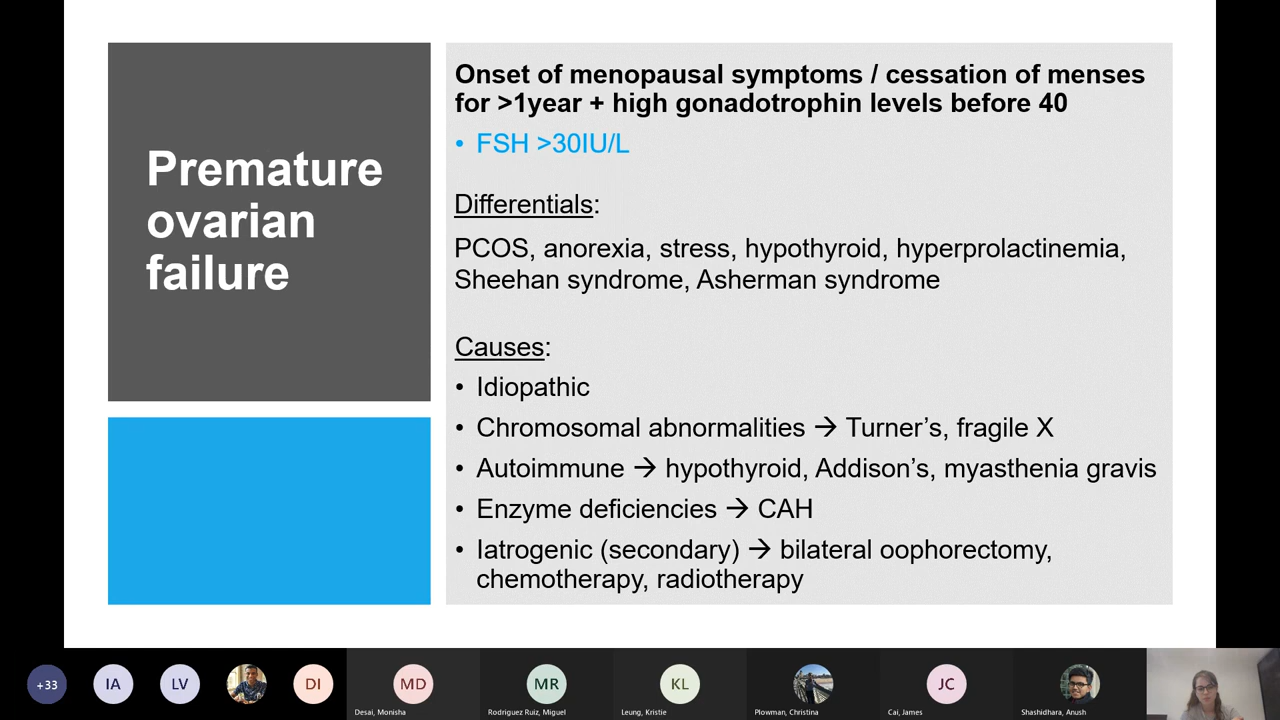 Premature
ovarian
failure
Onset of menopausal symptoms / cessation of menses
for >1year + high gonadotrophin levels before 40
• FSH >30IU/L
Differentials:
PCOS, anorexia, stress, hypothyroid, hyperprolactinemia,
Sheehan syndrome, Asherman syndrome
Causes:
• Idiopathic
• Chromosomal abnormalities → Turner’s, fragile X
• Autoimmune → hypothyroid, Addison’s, myasthenia gravis
• Enzyme deficiencies → CAH
• Iatrogenic (secondary) → bilateral oophorectomy,
chemotherapy, radiotherapy
+33
IA
LV
DI
MD
MR
KL
JC
Desai, Monisha
Rodriguez Ruiz, Miguel
Leung, Kristie
Plowman, Christina
Cai, James
Shashidhara, Anush